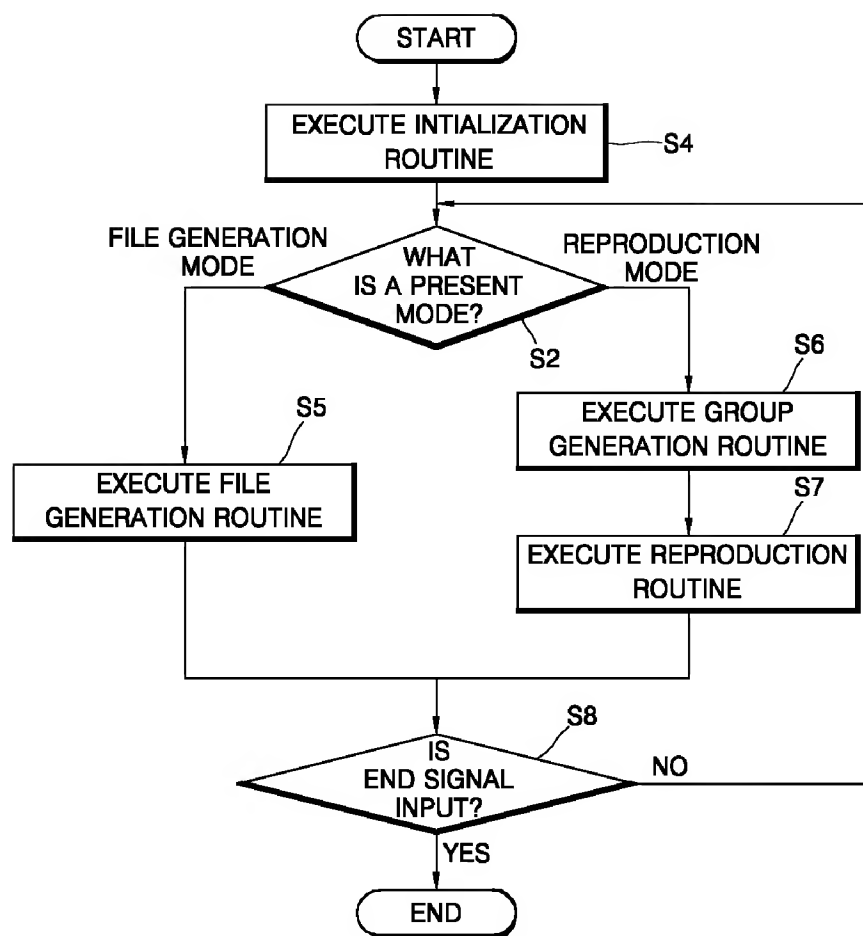 START
EXECUTE INTIALIZATION
ROUTINE
S4
FILE GENERATION
MODE
WHAT
IS A PRESENT
MODE?
REPRODUCTION
MODE
S2
S6
EXECUTE GROUP
GENERATION ROUTINE
S5
EXECUTE FILE
GENERATION ROUTINE
S7
EXECUTE REPRODUCTION
ROUTINE
S8
IS
END SIGNAL
INPUT?
NO
YES
END